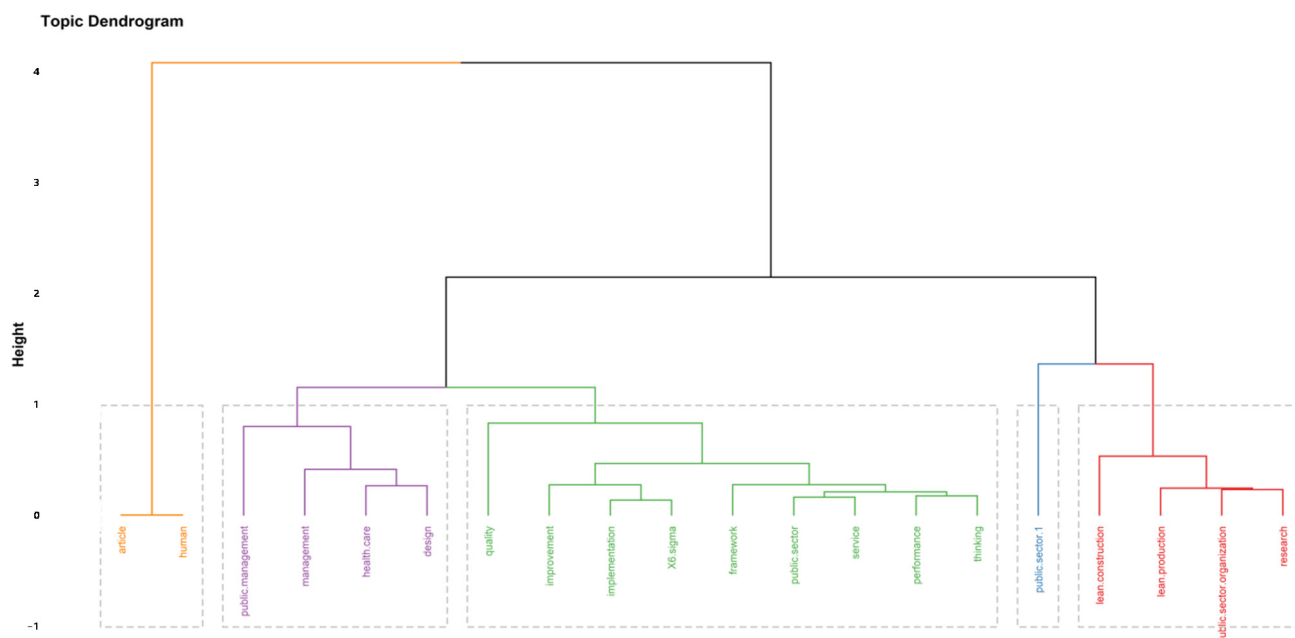 Topic Dendrogram
4
3
2
1
0
-1
Height
article
human
public.management
management
health.care
design
quality
improvement
implementation
X6.sigma
framework
public.sector
service
performance
thinking
public.sector.1
lean.construction
lean.production
ublic.sector.organization
research